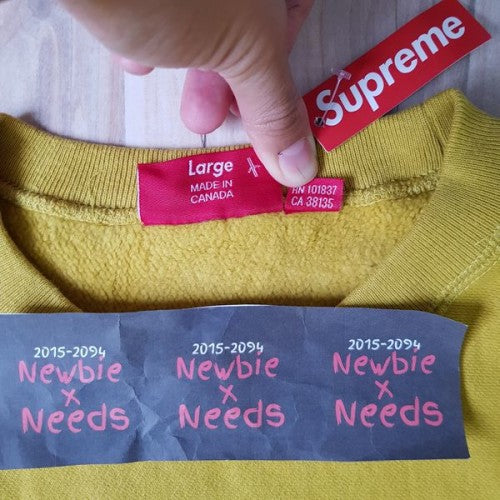 Supreme
Large
MADE IN
CANADA
RN 101837
CA 38135
2015-2094
Newbie
x
Needs
2015-2094
Newbie
x
Needs
2015-2094
Newbie
x
Needs